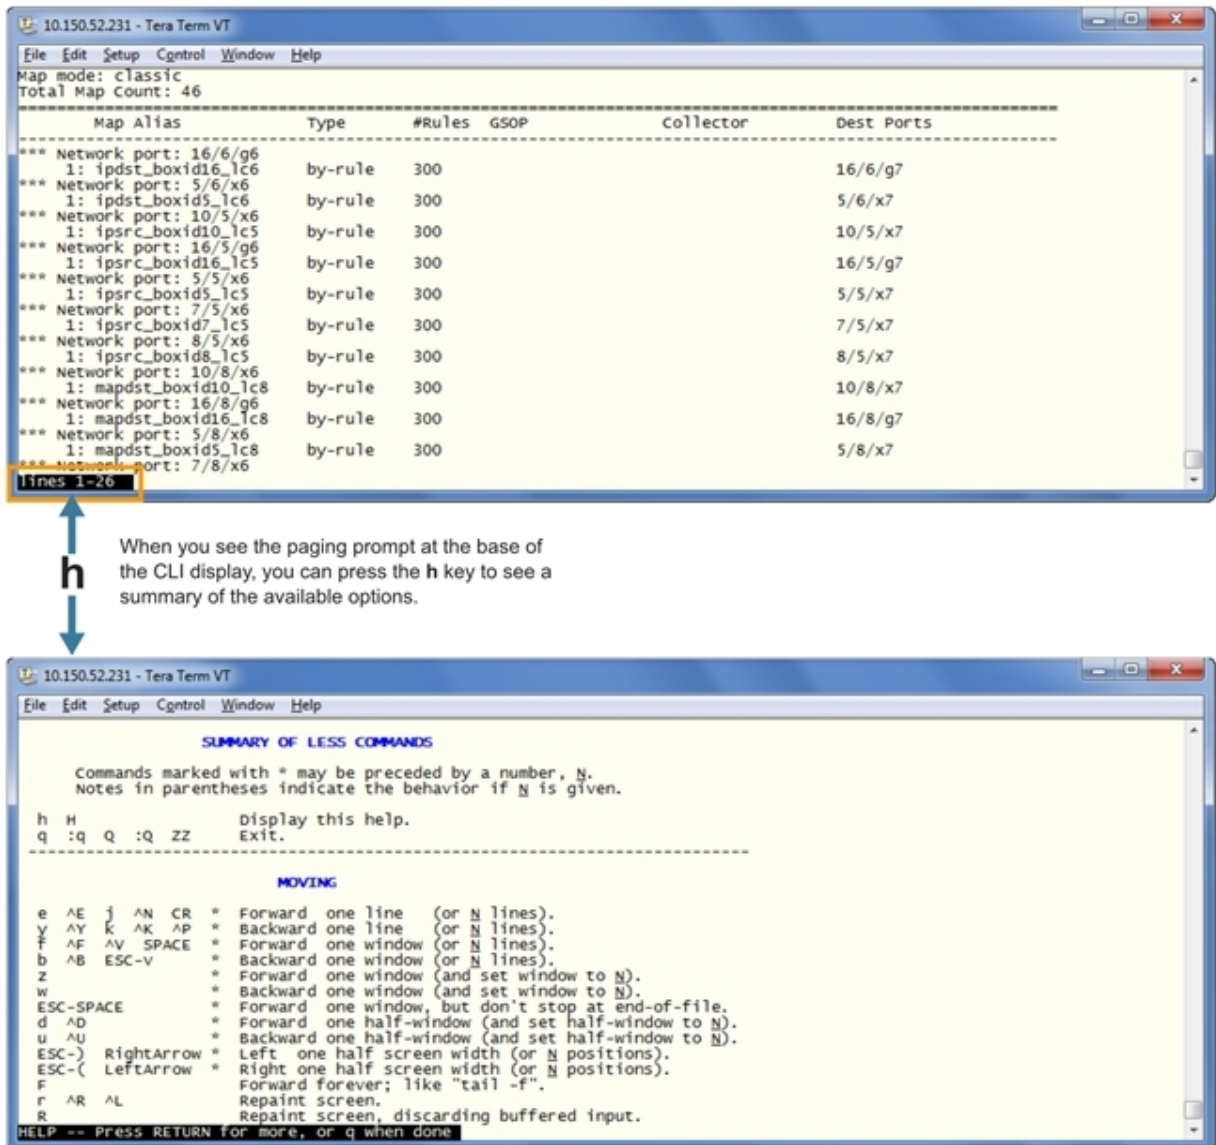 10.150.52.231 - Tera Term VT
File Edit Setup Control Window Help
Map mode: classic
Total Map Count: 46
Map Alias Type #Rules GSOP Collector Dest Ports
*** Network port: 16/6/g6
1: ipdst_boxid16_lc6 by-rule 300 16/6/g7
*** Network port: 5/6/x6
1: ipdst_boxid5_lc6 by-rule 300 5/6/x7
*** Network port: 10/5/x6
1: ipsrc_boxid10_lc5 by-rule 300 10/5/x7
*** Network port: 16/5/g6
1: ipsrc_boxid16_lc5 by-rule 300 16/5/g7
*** Network port: 5/5/x6
1: ipsrc_boxid5_lc5 by-rule 300 5/5/x7
*** Network port: 7/5/x6
1: ipsrc_boxid7_lc5 by-rule 300 7/5/x7
*** Network port: 8/5/x6
1: ipsrc_boxid8_lc5 by-rule 300 8/5/x7
*** Network port: 10/8/x6
1: mapdst_boxid10_lc8 by-rule 300 10/8/x7
*** Network port: 16/8/g6
1: mapdst_boxid16_lc8 by-rule 300 16/8/g7
*** Network port: 5/8/x6
1: mapdst_boxid5_lc8 by-rule 300 5/8/x7
*** Network port: 7/8/x6
lines 1-26
h
When you see the paging prompt at the base of
the CLI display, you can press the h key to see a
summary of the available options.
10.150.52.231 - Tera Term VT
File Edit Setup Control Window Help
SUMMARY OF LESS COMMANDS
Commands marked with * may be preceded by a number, N.
Notes in parentheses indicate the behavior if N is given.
h H Display this help.
q :q Q :Q ZZ Exit.
MOVING
e ^E j ^N CR * Forward one line (or N lines).
y ^Y k ^K ^P * Backward one line (or N lines).
f ^F ^V SPACE * Forward one window (or N lines).
b ^B ESC-v * Backward one window (or N lines).
z * Forward one window (and set window to N).
w * Backward one window (and set window to N).
ESC-SPACE * Forward one window, but don't stop at end-of-file.
d ^D * Forward one half-window (and set half-window to N).
u ^U * Backward one half-window (and set half-window to N).
ESC-) RightArrow * Left one half screen width (or N positions).
ESC-( LeftArrow * Right one half screen width (or N positions).
F Forward forever; like "tail -f".
r ^R ^L Repaint screen.
R Repaint screen, discarding buffered input.
HELP -- Press RETURN for more, or q when done